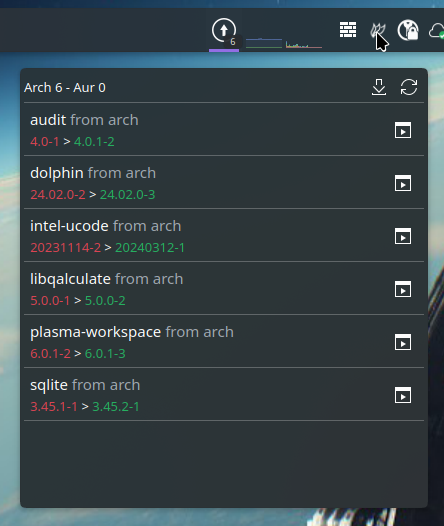 6
Arch 6 - Aur 0
audit from arch
4.0-1 > 4.0.1-2
dolphin from arch
24.02.0-2 > 24.02.0-3
intel-ucode from arch
20231114-2 > 20240312-1
libqalculate from arch
5.0.0-1 > 5.0.0-2
plasma-workspace from arch
6.0.1-2 > 6.0.1-3
sqlite from arch
3.45.1-1 > 3.45.2-1